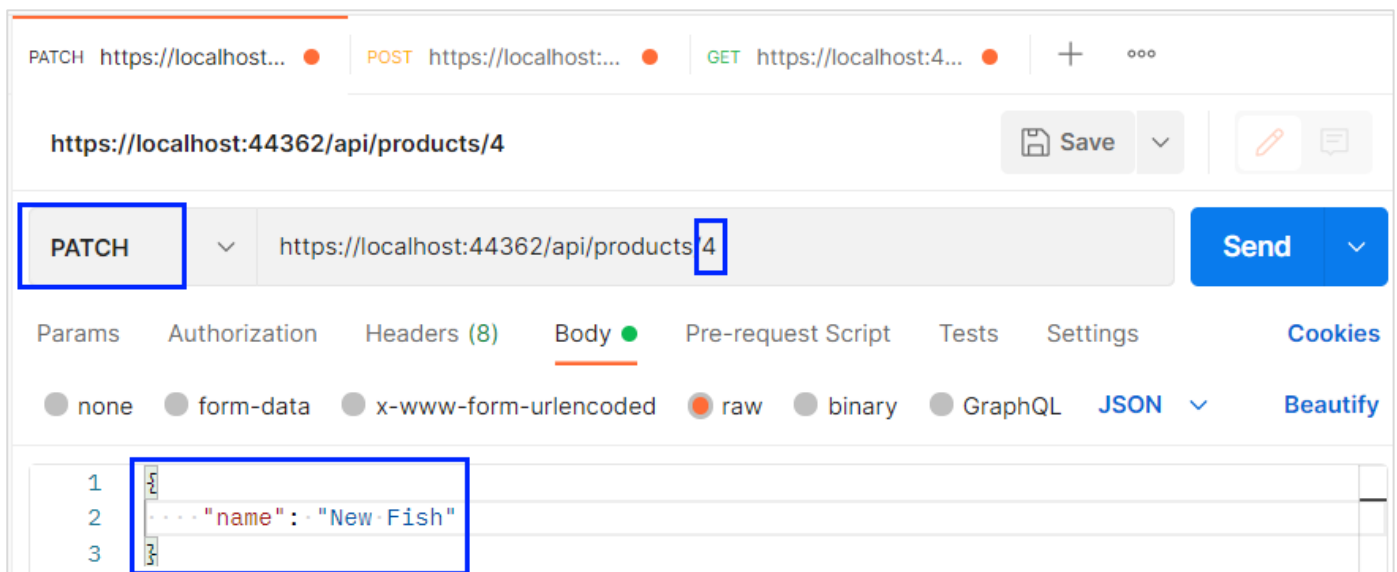 PATCH https://localhost... POST https://localhost:... GET https://localhost:4... + ooo
https://localhost:44362/api/products/4 Save
PATCH https://localhost:44362/api/products/4 Send
Params Authorization Headers (8) Body Pre-request Script Tests Settings Cookies
none form-data x-www-form-urlencoded raw binary GraphQL JSON Beautify
1 {
2 ····"name":·"New·Fish"
3 }